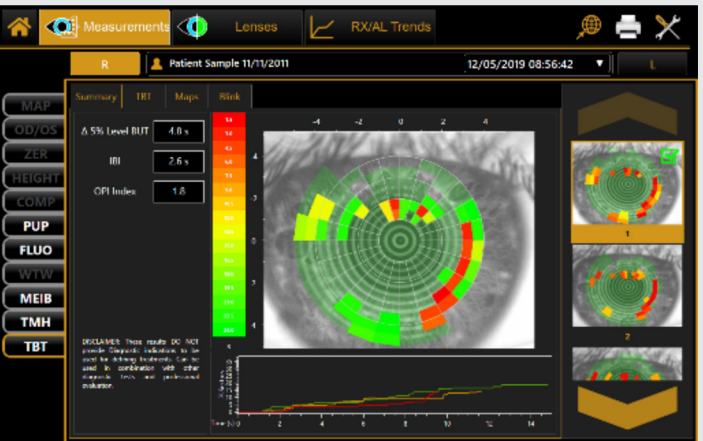 Measurements
Lenses
RX/AL Trends
R
Patient Sample 11/11/2011
12/05/2019 08:56:42
L
Summary
TBT
Maps
Blink
MAP
OD/OS
ZER
HEIGHT
COMP
PUP
FLUO
WTW
MEIB
TMH
TBT
Δ 5% Level BUT
4.8 s
IBI
2.6 s
OPI Index
1.8
-4
-2
0
2
4
4
0
4
DISCLAIMER: These results DO NOT
provide Diagnostic indications to be
used for defining treatments. Can be
used in combination with other
diagnostic tests and professional
evaluation.
Time (s)
0
2
4
6
8
10
12
14
1
2